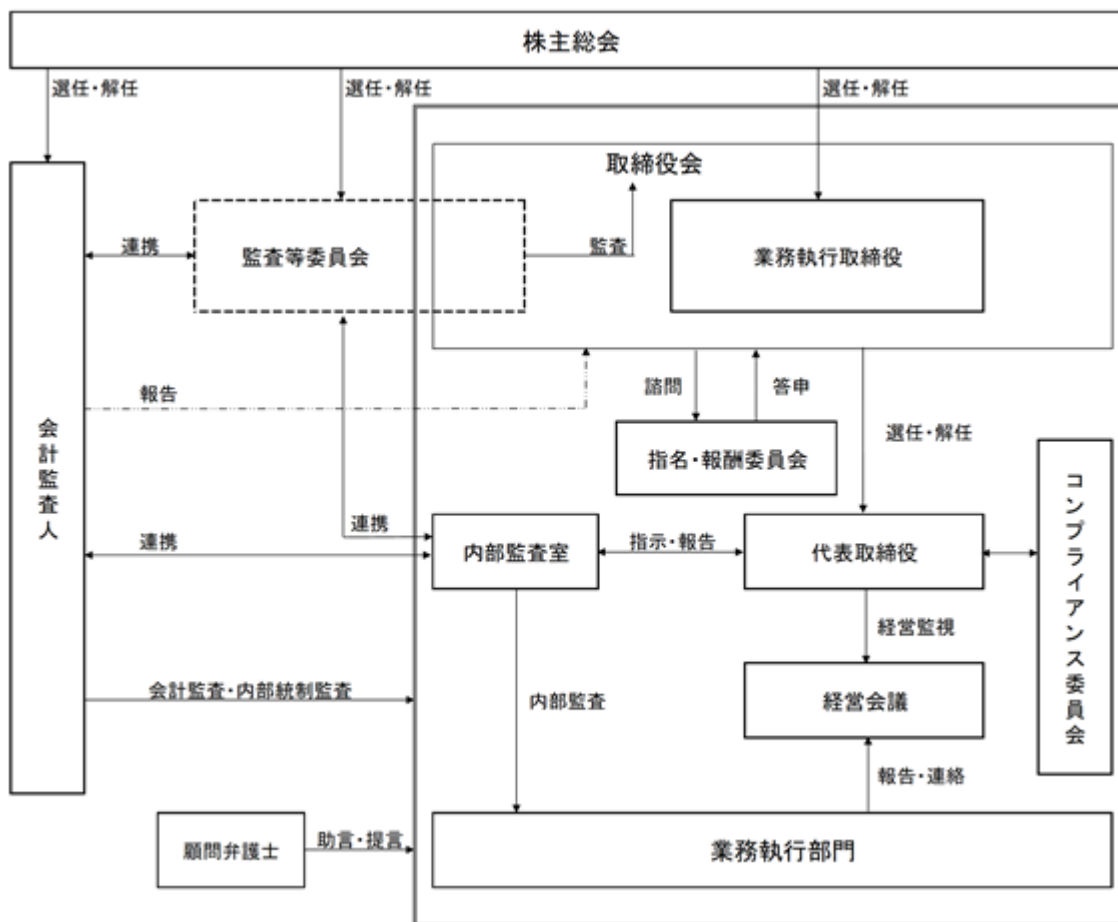 株主総会
選任・解任
選任・解任
選任・解任
取締役会
監査等委員会
連携
監査
業務執行取締役
報告
諮問
答申
選任・解任
指名・報酬委員会
会計監査人
コンプライアンス委員会
連携
連携
内部監査室
指示・報告
代表取締役
経営監視
会計監査・内部統制監査
内部監査
経営会議
報告・連絡
顧問弁護士
助言・提言
業務執行部門